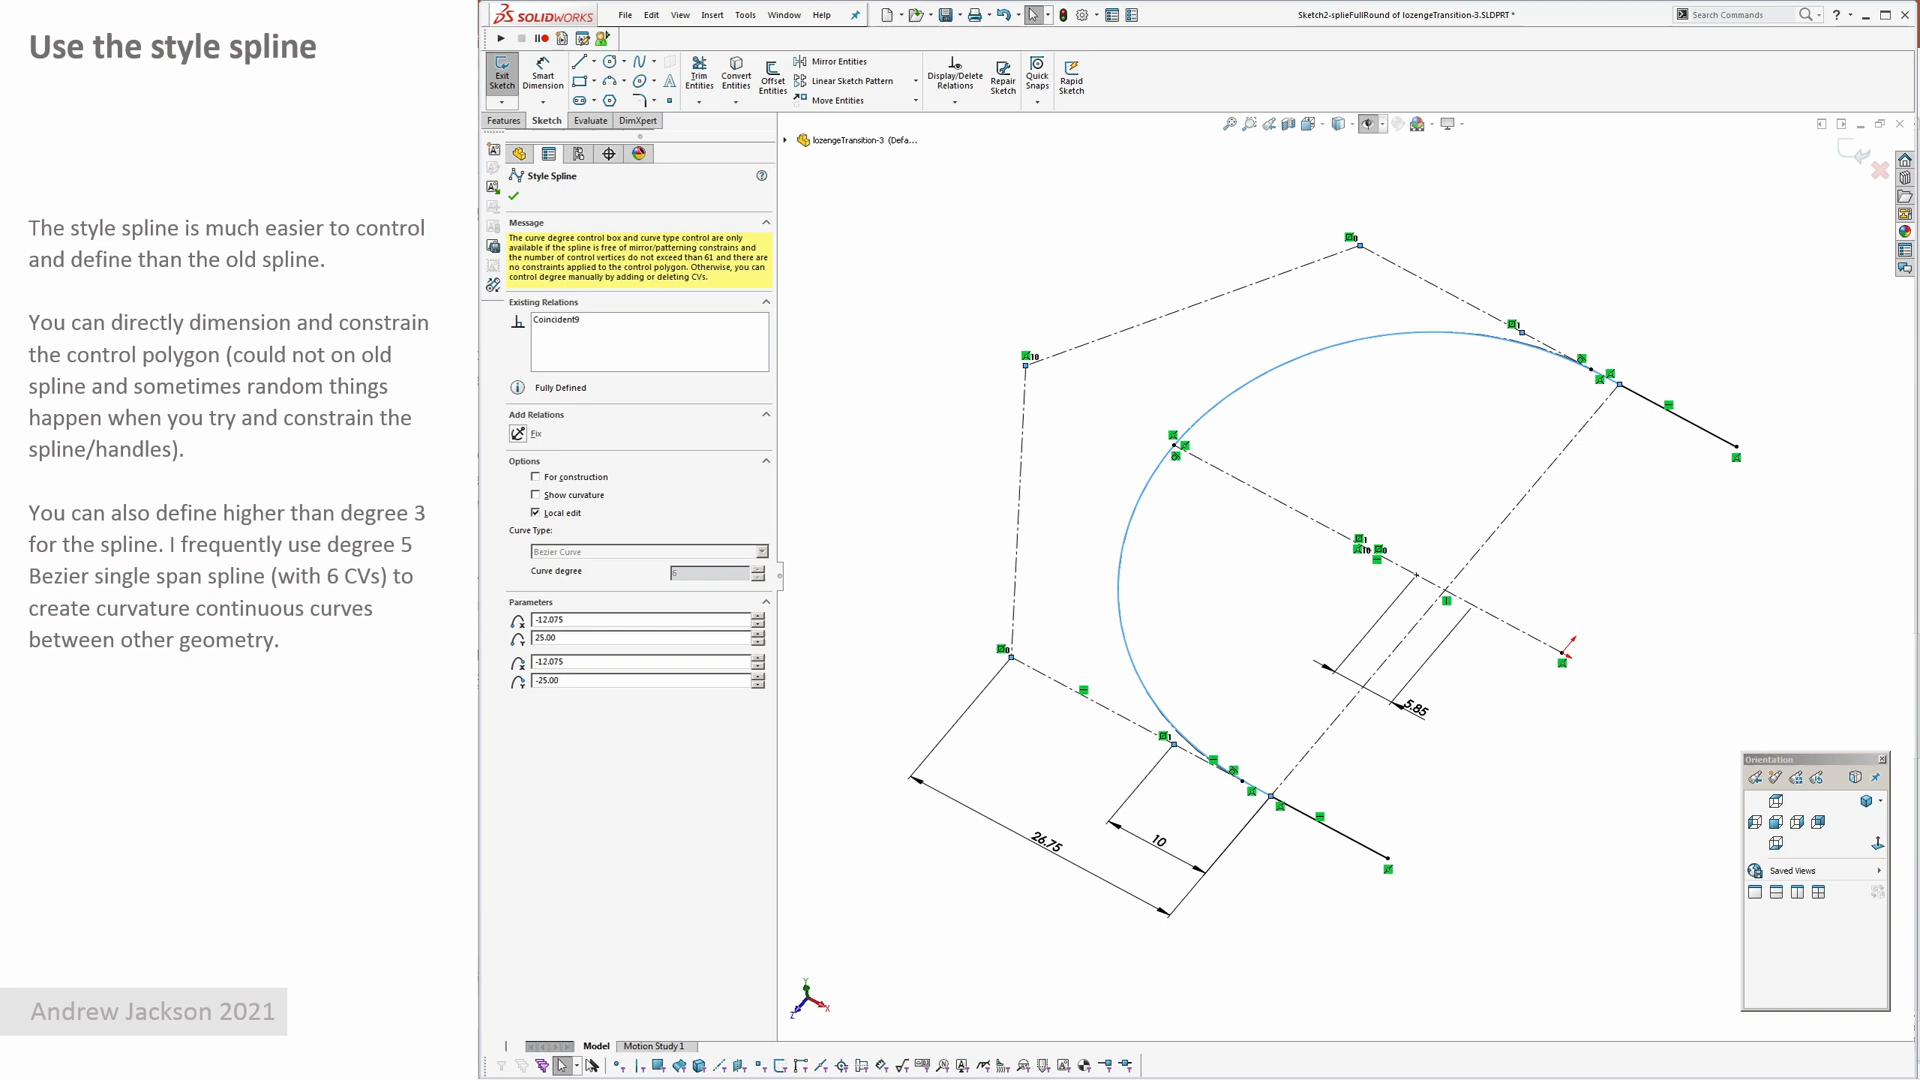 Use the style spline
The style spline is much easier to control
and define than the old spline.
You can directly dimension and constrain
the control polygon (could not on old
spline and sometimes random things
happen when you try and constrain the
spline/handles).
You can also define higher than degree 3
for the spline. I frequently use degree 5
Bezier single span spline (with 6 CVs) to
create curvature continuous curves
between other geometry.
Andrew Jackson 2021
SOLIDWORKS
File Edit View Insert Tools Window Help
Sketch2-splieFullRound of lozengeTransition-3.SLDPRT *
Search Commands
Exit Sketch
Smart Dimension
Trim Entities
Convert Entities
Offset Entities
Mirror Entities
Linear Sketch Pattern
Move Entities
Display/Delete Relations
Repair Sketch
Quick Snaps
Rapid Sketch
Features Sketch Evaluate DimXpert
lozengeTransition-3 (Defa...
Style Spline
Message
The curve degree control box and curve type control are only
available if the spline is free of mirror/patterning constrains and
the number of control vertices do not exceed than 61 and there are
no constraints applied to the control polygon. Otherwise, you can
control degree manually by adding or deleting CVs.
Existing Relations
Coincident9
Fully Defined
Add Relations
Fix
Options
For construction
Show curvature
Local edit
Curve Type:
Bezier Curve
Curve degree
6
Parameters
-12.075
25.00
-12.075
-25.00
0
1
10
1
10 0
0
1
5.85
10
26.75
Orientation
Saved Views
Y
X
Z
Model Motion Study 1